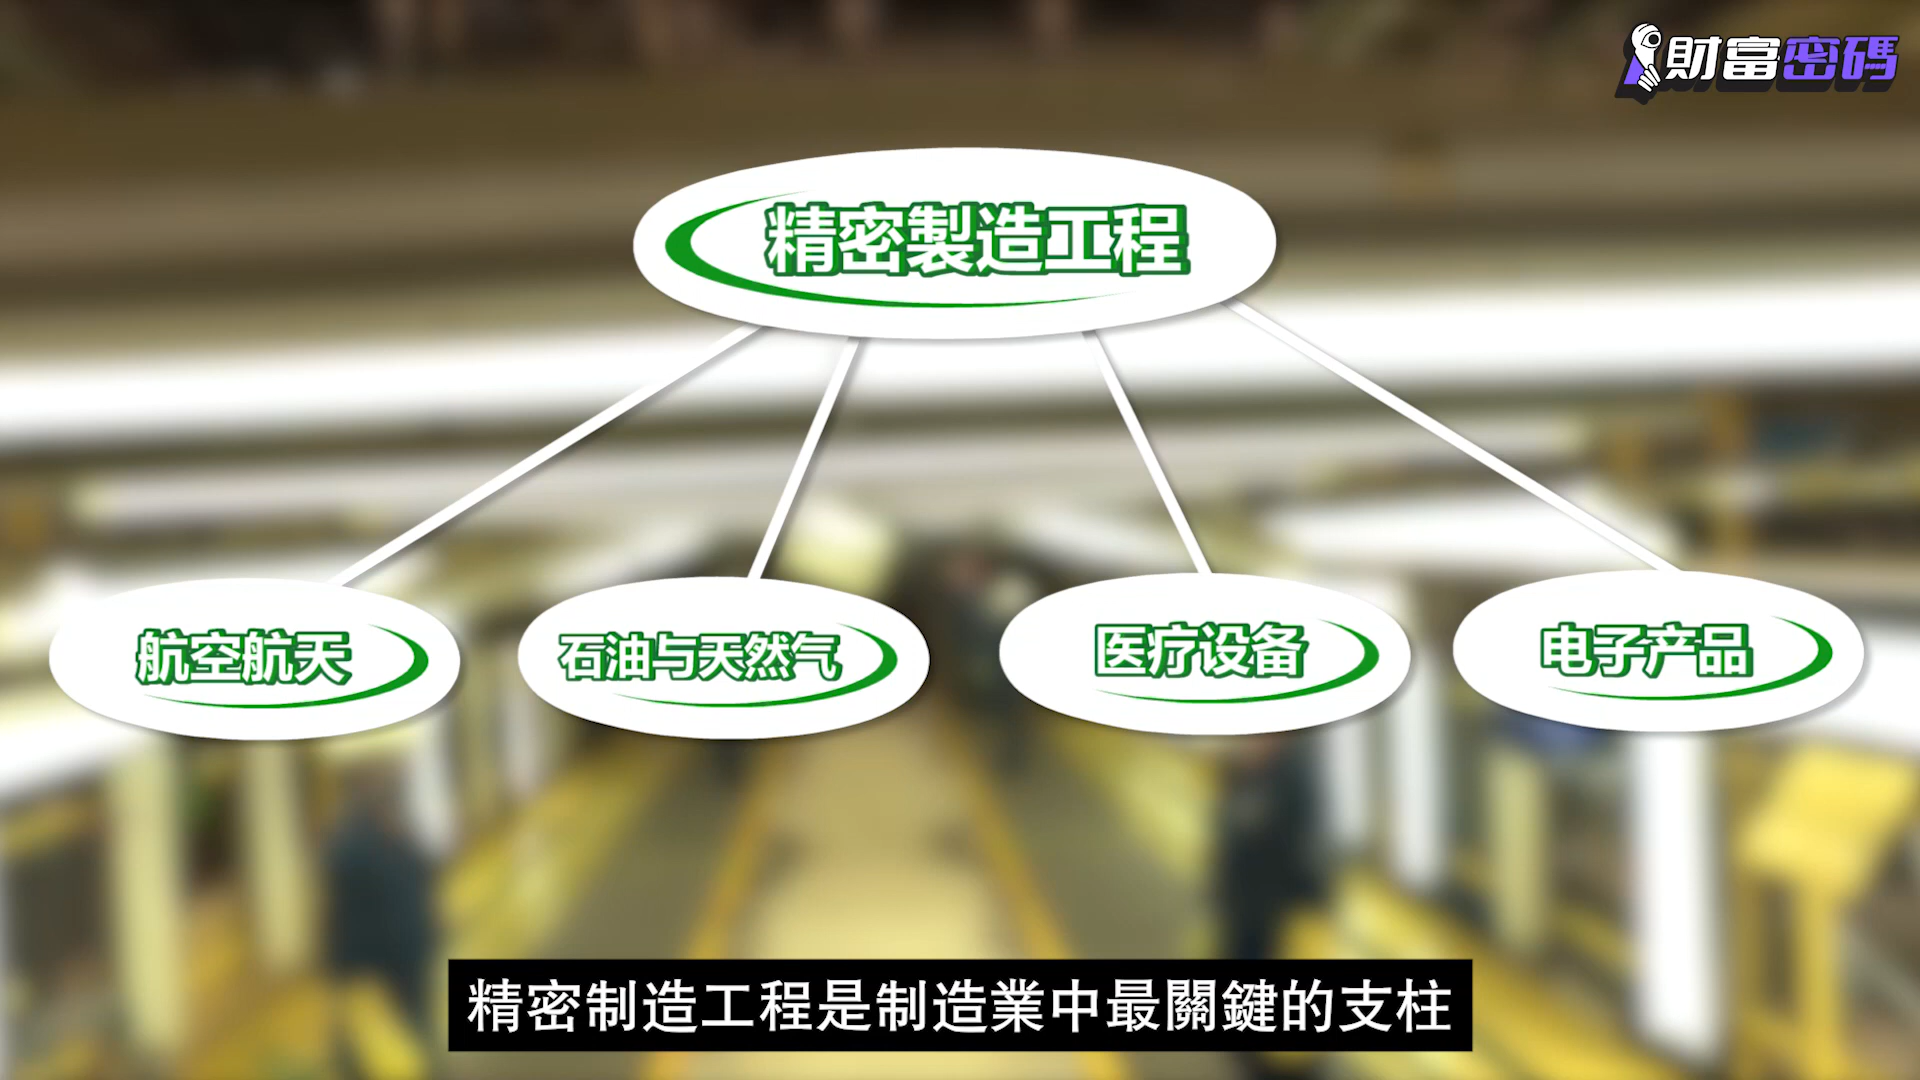 財富密碼
精密製造工程
航空航天
石油与天然气
医疗设备
电子产品
精密制造工程是制造業中最關鍵的支柱